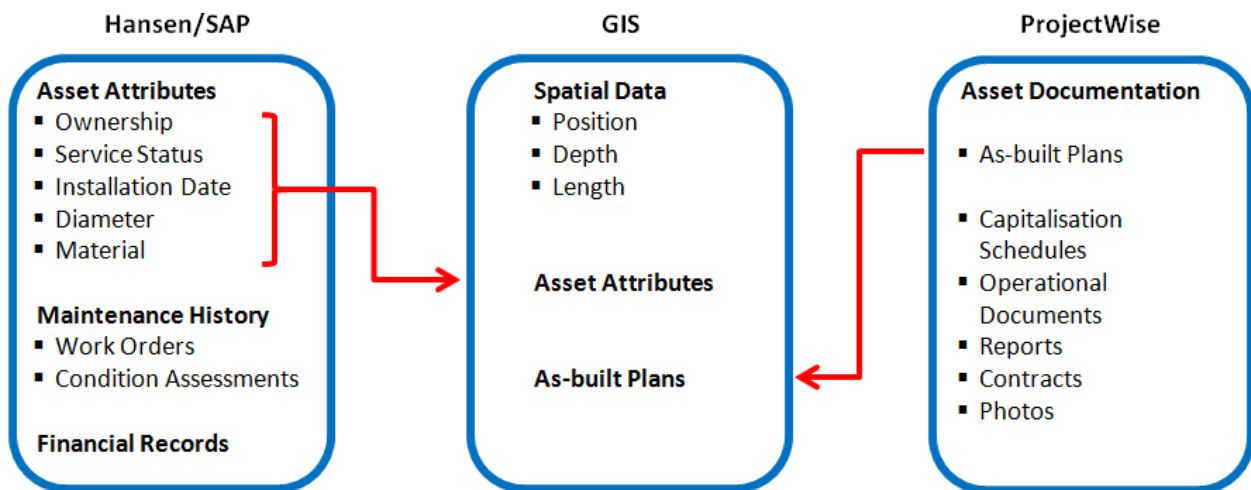 Hansen/SAP
Asset Attributes
▪ Ownership
▪ Service Status
▪ Installation Date
▪ Diameter
▪ Material
Maintenance History
▪ Work Orders
▪ Condition Assessments
Financial Records
GIS
Spatial Data
▪ Position
▪ Depth
▪ Length
Asset Attributes
As-built Plans
ProjectWise
Asset Documentation
▪ As-built Plans
▪ Capitalisation
Schedules
▪ Operational
Documents
▪ Reports
▪ Contracts
▪ Photos